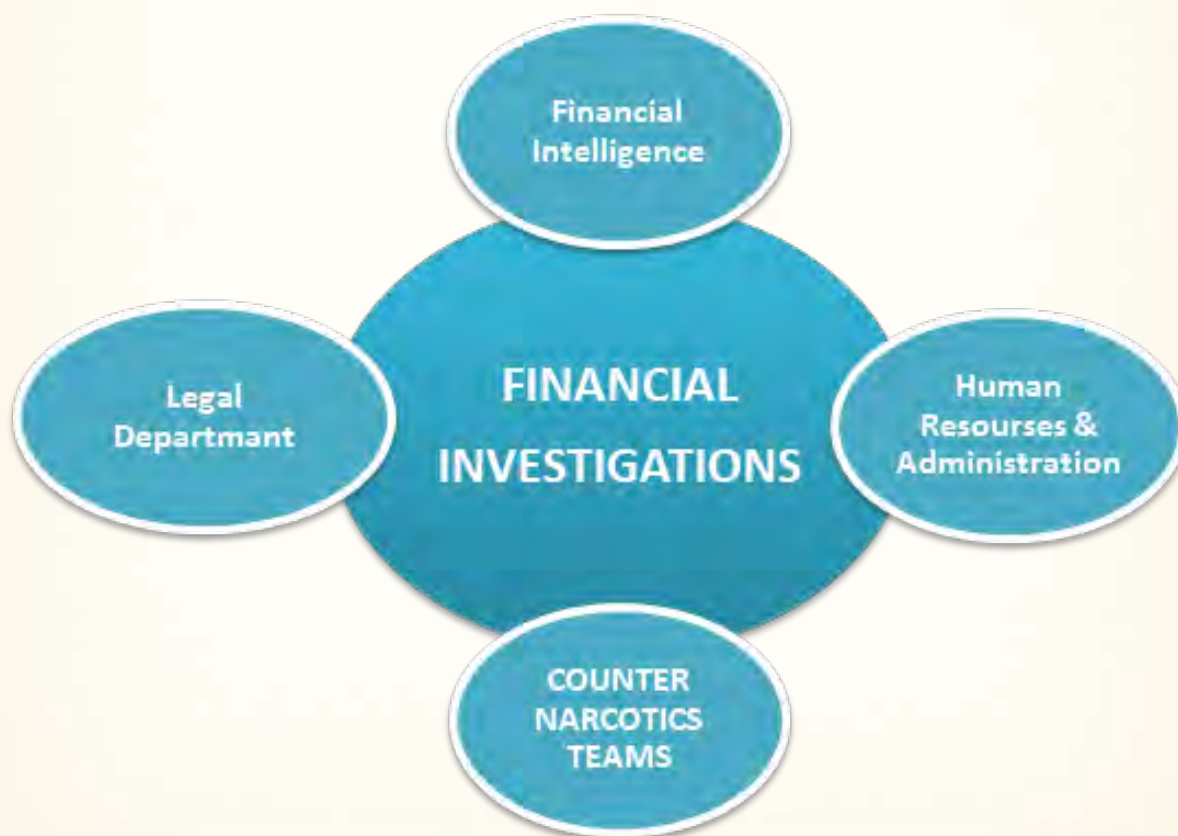 Financial
Intelligence
Legal
Departmant
FINANCIAL
INVESTIGATIONS
Human
Resourses &
Administration
COUNTER
NARCOTICS
TEAMS